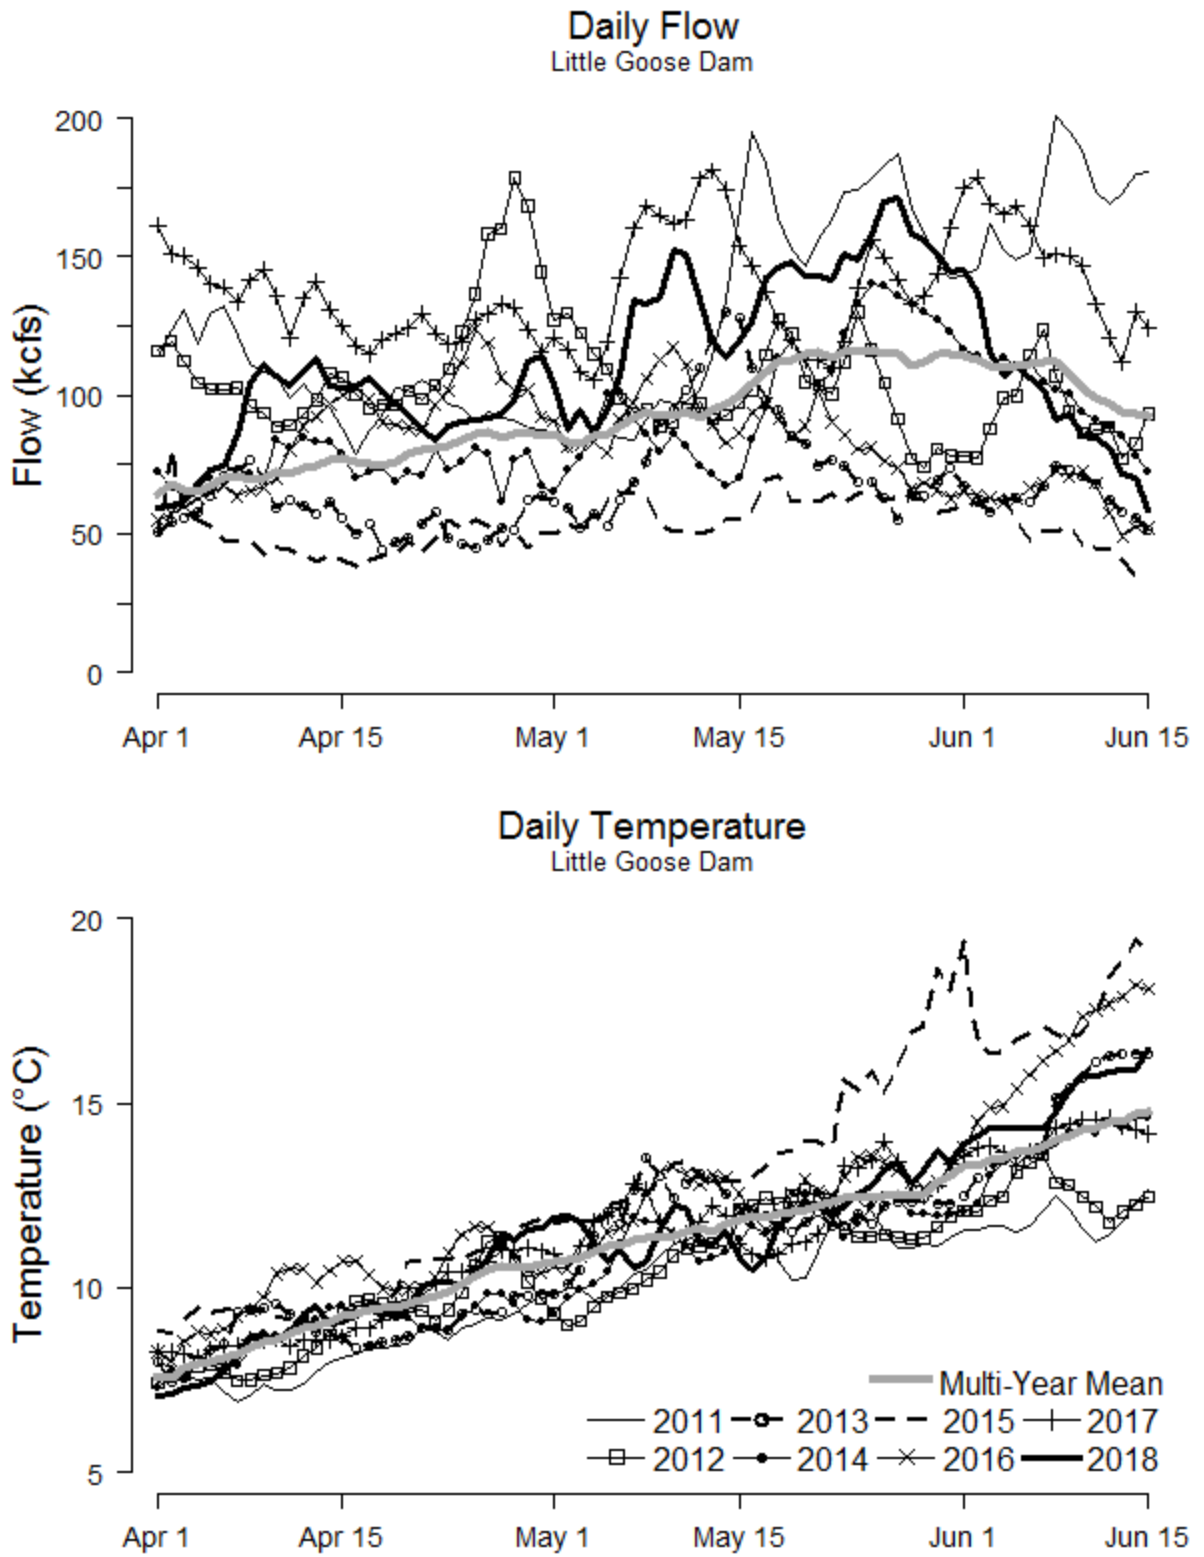 Daily Flow
Little Goose Dam
Flow (kcfs)
200
150
100
50
0
Apr 1 Apr 15 May 1 May 15 Jun 1 Jun 15
Daily Temperature
Little Goose Dam
Temperature (°C)
20
15
10
5
Multi-Year Mean
2011 2013 2015 2017
2012 2014 2016 2018
Apr 1 Apr 15 May 1 May 15 Jun 1 Jun 15